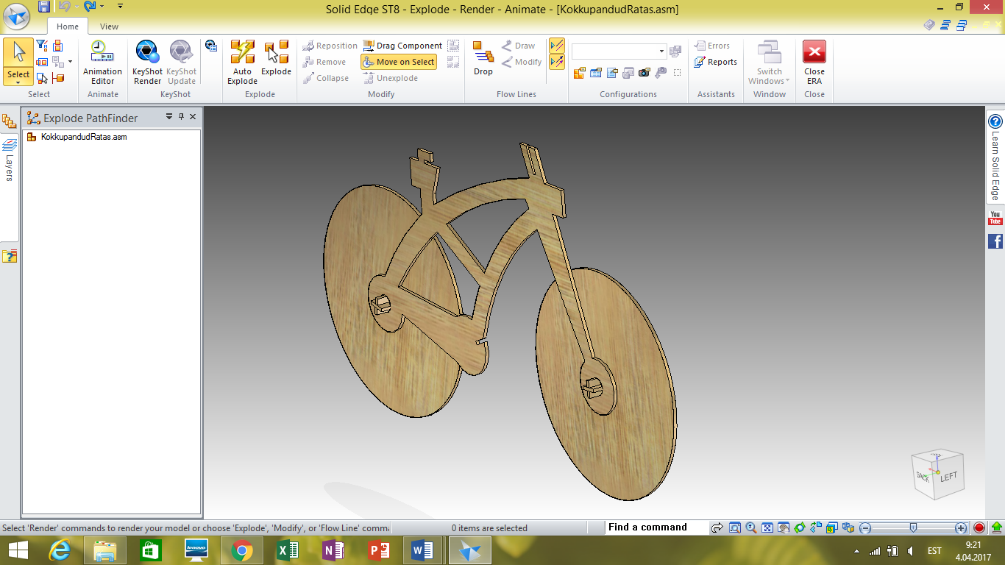 Solid Edge ST8 - Explode - Render - Animate - [KokkupandudRatas.asm]
Home View
Select
Select
Animation Editor
Animate
KeyShot Render
KeyShot Update
KeyShot
Auto Explode
Explode
Explode
Reposition
Remove
Collapse
Drag Component
Move on Select
Unexplode
Modify
Drop
Draw
Modify
Flow Lines
Configurations
Errors
Reports
Assistants
Switch Windows
Window
Close ERA
Close
Explode PathFinder
KokkupandudRatas.asm
Layers
Learn Solid Edge
You Tube
BACK LEFT
Select 'Render' commands to render your model or choose 'Explode', 'Modify', or 'Flow Line' comma
0 items are selected
Find a command
EST
9:21
4.04.2017